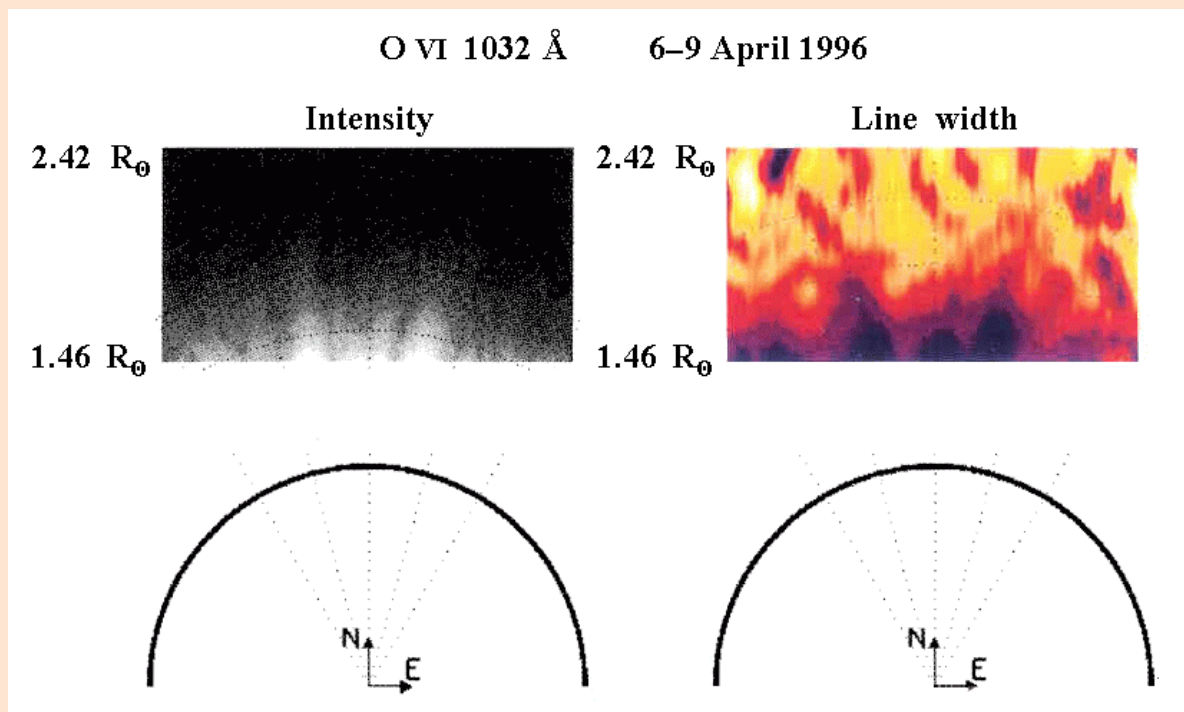 O VI 1032 Å 6–9 April 1996
Intensity Line width
2.42 R⊙ 2.42 R⊙
1.46 R⊙ 1.46 R⊙
N E N E